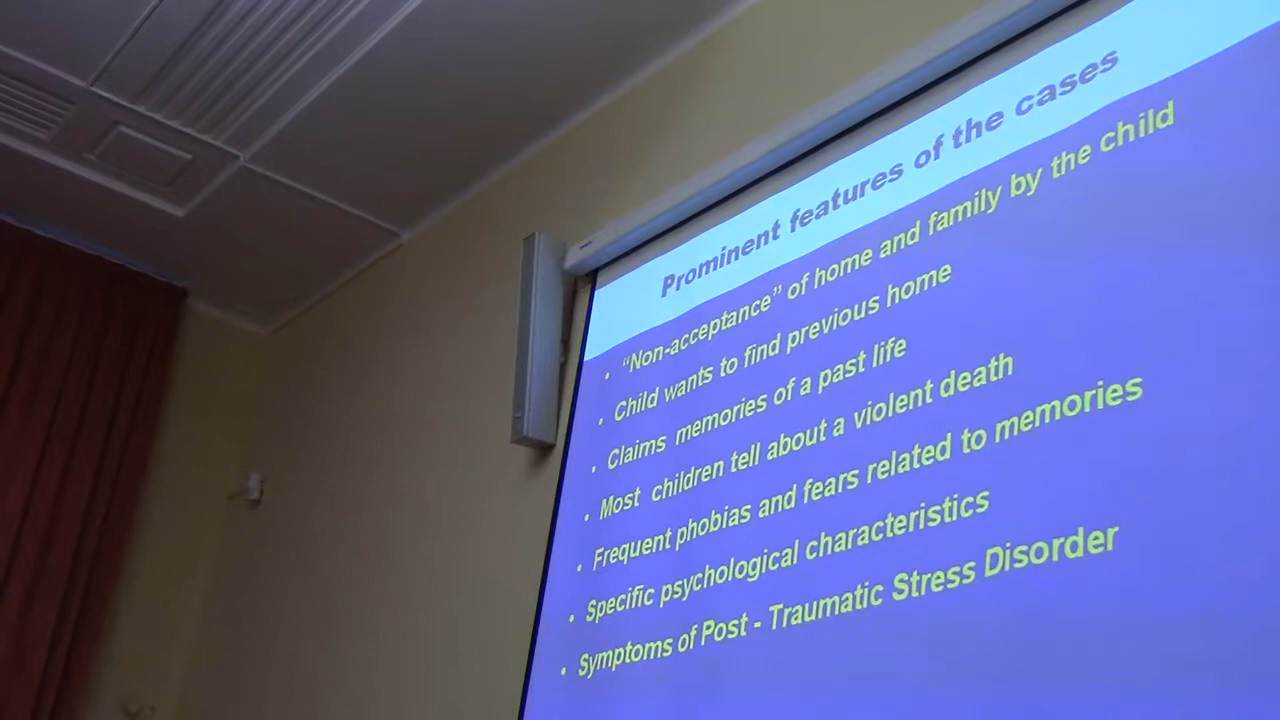 Prominent features of the cases
• “Non-acceptance” of home and family by the child
• Child wants to find previous home
• Claims memories of a past life
• Most children tell about a violent death
• Frequent phobias and fears related to memories
• Specific psychological characteristics
• Symptoms of Post - Traumatic Stress Disorder